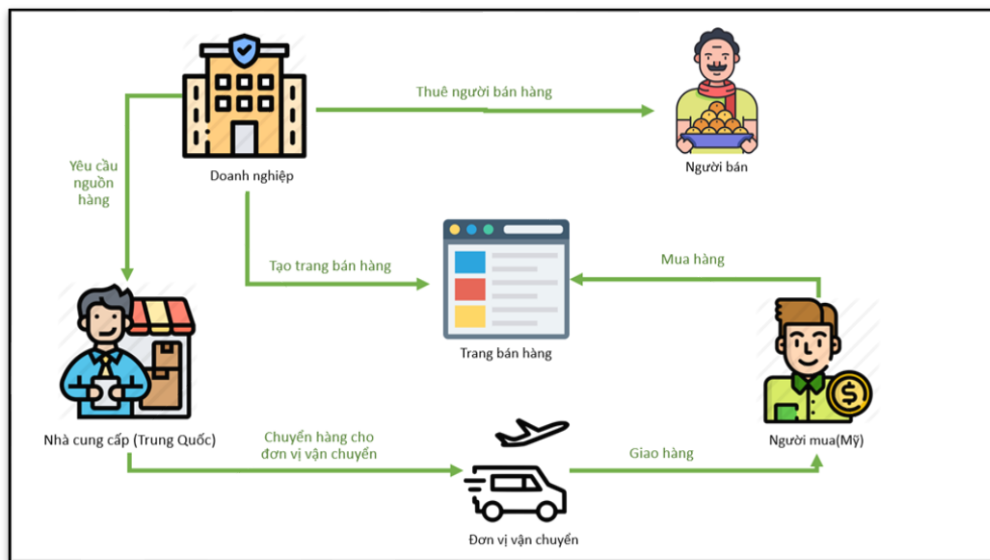 Thuê người bán hàng
Doanh nghiệp
Người bán
Yêu cầu
nguồn
hàng
Tạo trang bán hàng
Mua hàng
Trang bán hàng
Nhà cung cấp (Trung Quốc)
Chuyển hàng cho
đơn vị vận chuyển
Giao hàng
Người mua(Mỹ)
Đơn vị vận chuyển